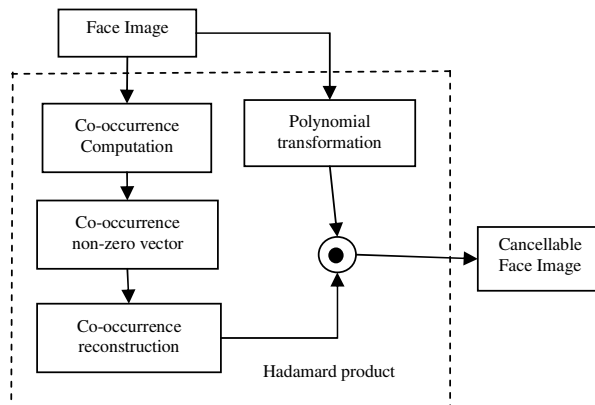 Face Image
Co-occurrence
Computation
Polynomial
transformation
Co-occurrence
non-zero vector
Cancellable
Face Image
Co-occurrence
reconstruction
Hadamard product